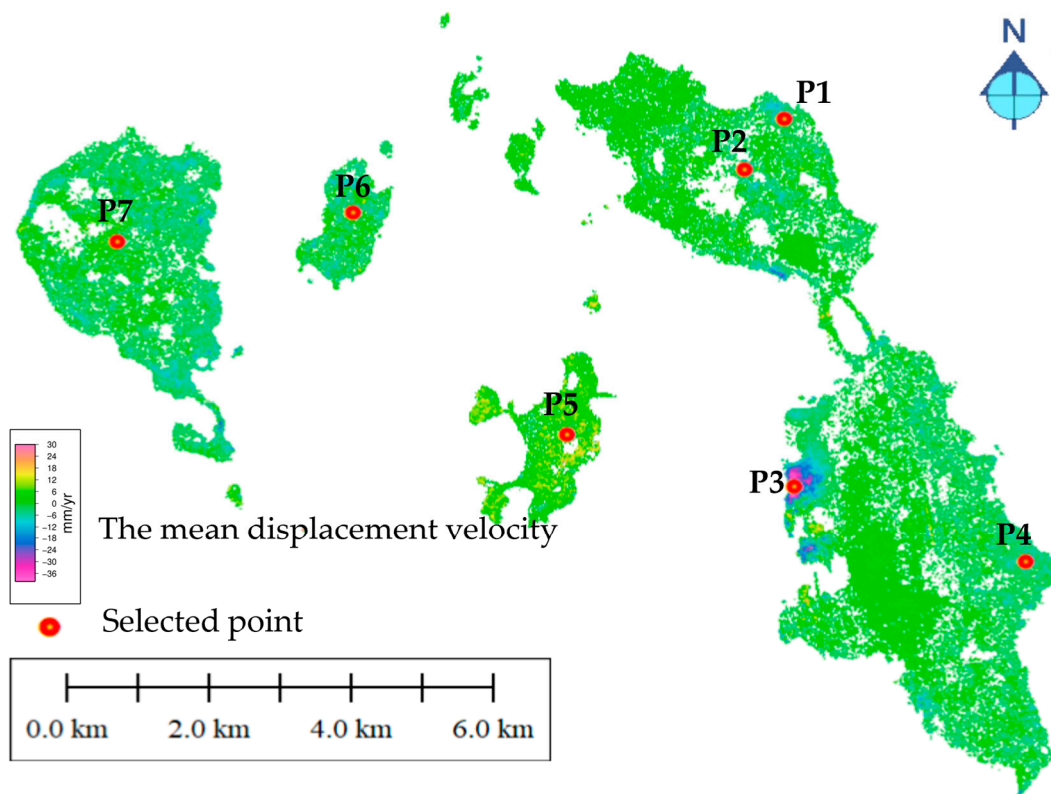 N
P1
P2
P6
P7
P5
P3
P4
30
24
18
12
6
0
−6
−12
−18
−24
−30
−36
mm/yr
The mean displacement velocity
Selected point
0.0 km 2.0 km 4.0 km 6.0 km